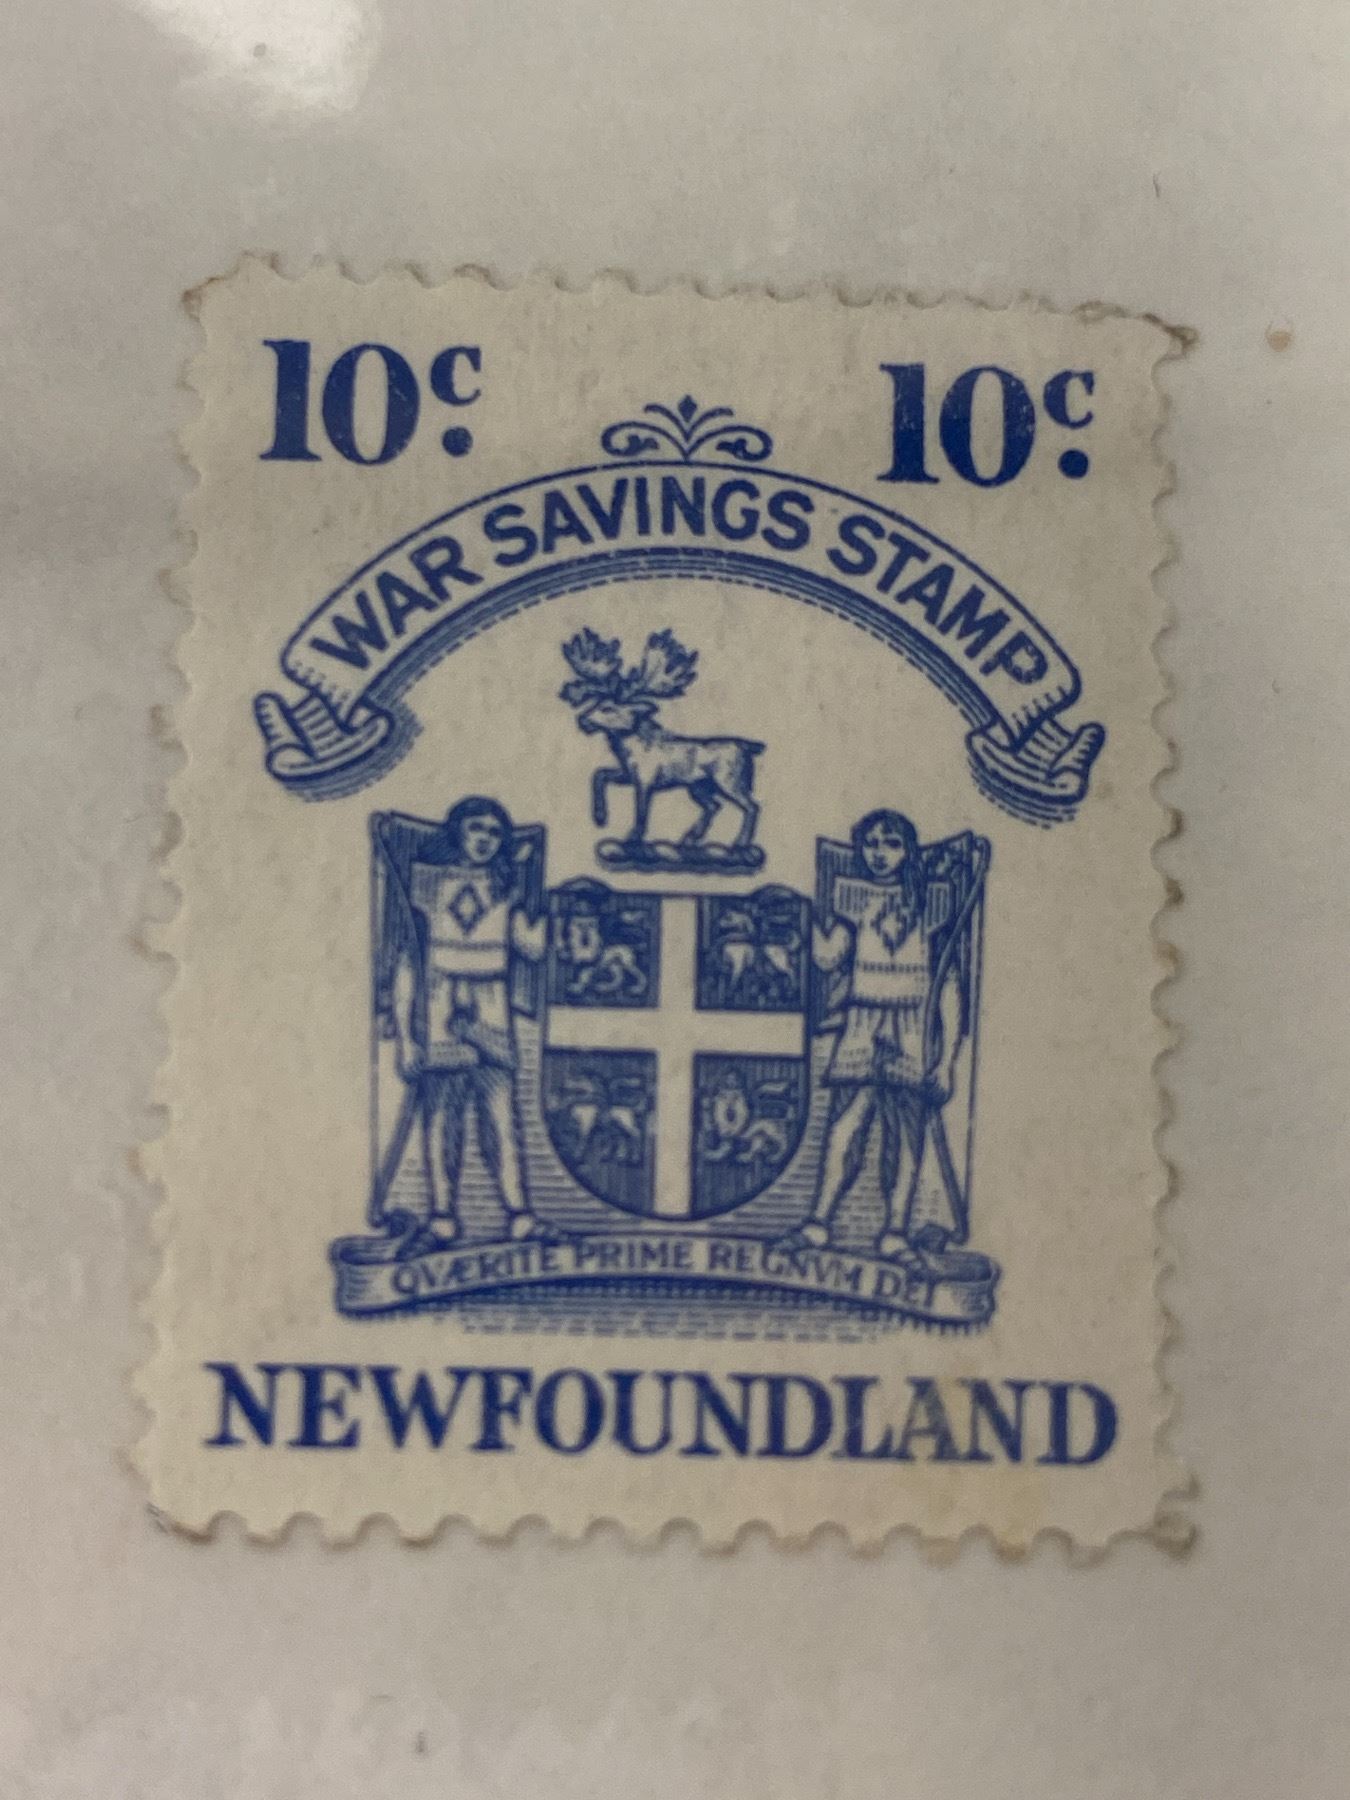 10c. 10c.
WAR SAVINGS STAMP
QVÆRITE PRIME REGNVM DEI
NEWFOUNDLAND